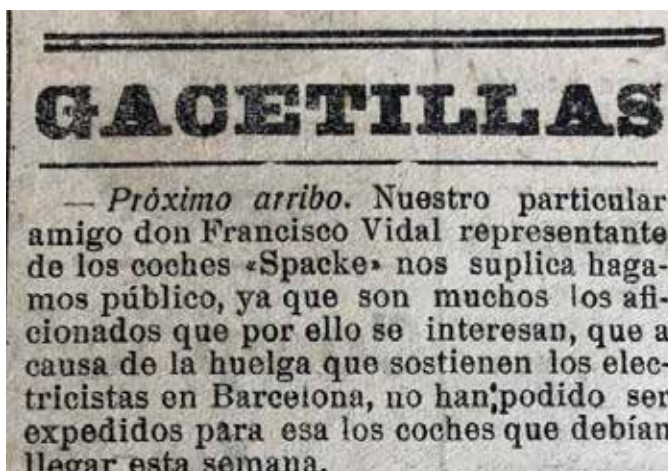 GACETILLAS
— Próximo arribo. Nuestro particular
amigo don Francisco Vidal representante
de los coches «Spacke» nos suplica haga-
mos público, ya que son muchos los afi-
cionados que por ello se interesan, que a
causa de la huelga que sostienen los elec-
tricistas en Barcelona, no han podido ser
expedidos para esa los coches que debían
llegar esta semana.